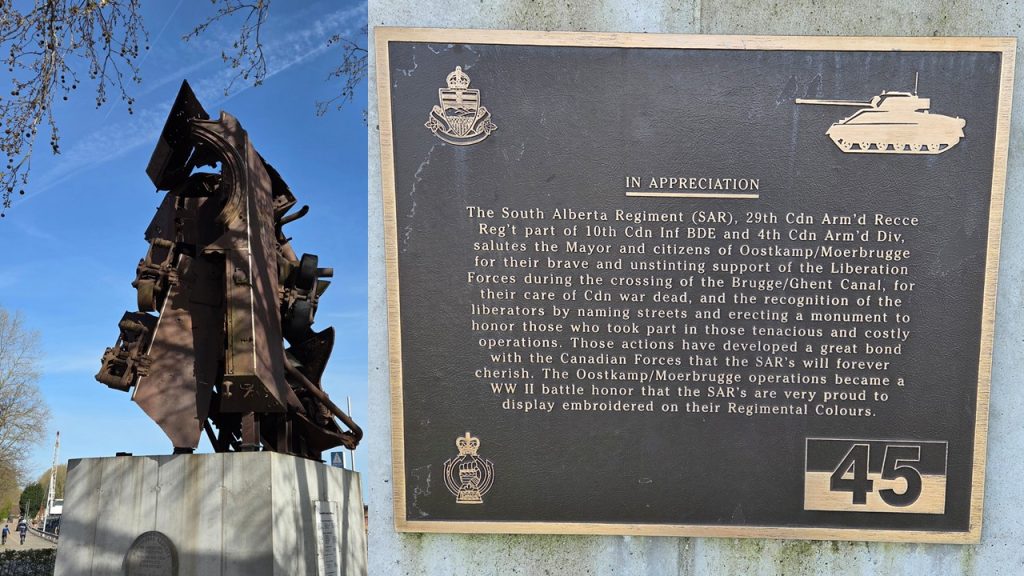 IN APPRECIATION
The South Alberta Regiment (SAR), 29th Cdn Arm'd Recce
Reg't part of 10th Cdn Inf BDE and 4th Cdn Arm'd Div,
salutes the Mayor and citizens of Oostkamp/Moerbrugge
for their brave and unstinting support of the Liberation
Forces during the crossing of the Brugge/Ghent Canal, for
their care of Cdn war dead, and the recognition of the
liberators by naming streets and erecting a monument to
honor those who took part in those tenacious and costly
operations. Those actions have developed a great bond
with the Canadian Forces that the SAR's will forever
cherish. The Oostkamp/Moerbrugge operations became a
WW II battle honor that the SAR's are very proud to
display embroidered on their Regimental Colours.
45